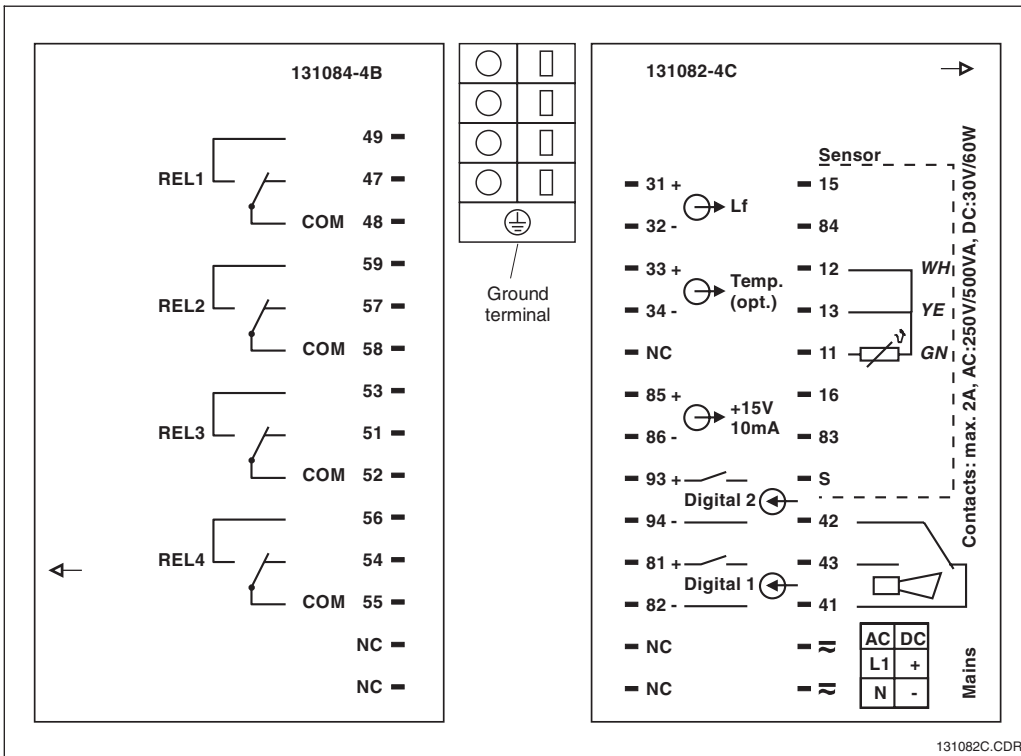 131084-4B
49
REL1
47
COM 48
59
REL2
57
COM 58
53
REL3
51
COM 52
56
REL4
54
COM 55
NC
NC
Ground
terminal
131082-4C
31 +
Lf
32 -
33 +
Temp.
(opt.)
34 -
NC
85 +
+15V
10mA
86 -
93 +
Digital 2
94 -
81 +
Digital 1
82 -
NC
NC
Sensor
15
84
12
WH
13
YE
11
ϑ
GN
16
83
S
42
43
41
AC DC
L1 +
N -
Contacts: max. 2A, AC:250V/500VA, DC:30V/60W
Mains
131082C.CDR